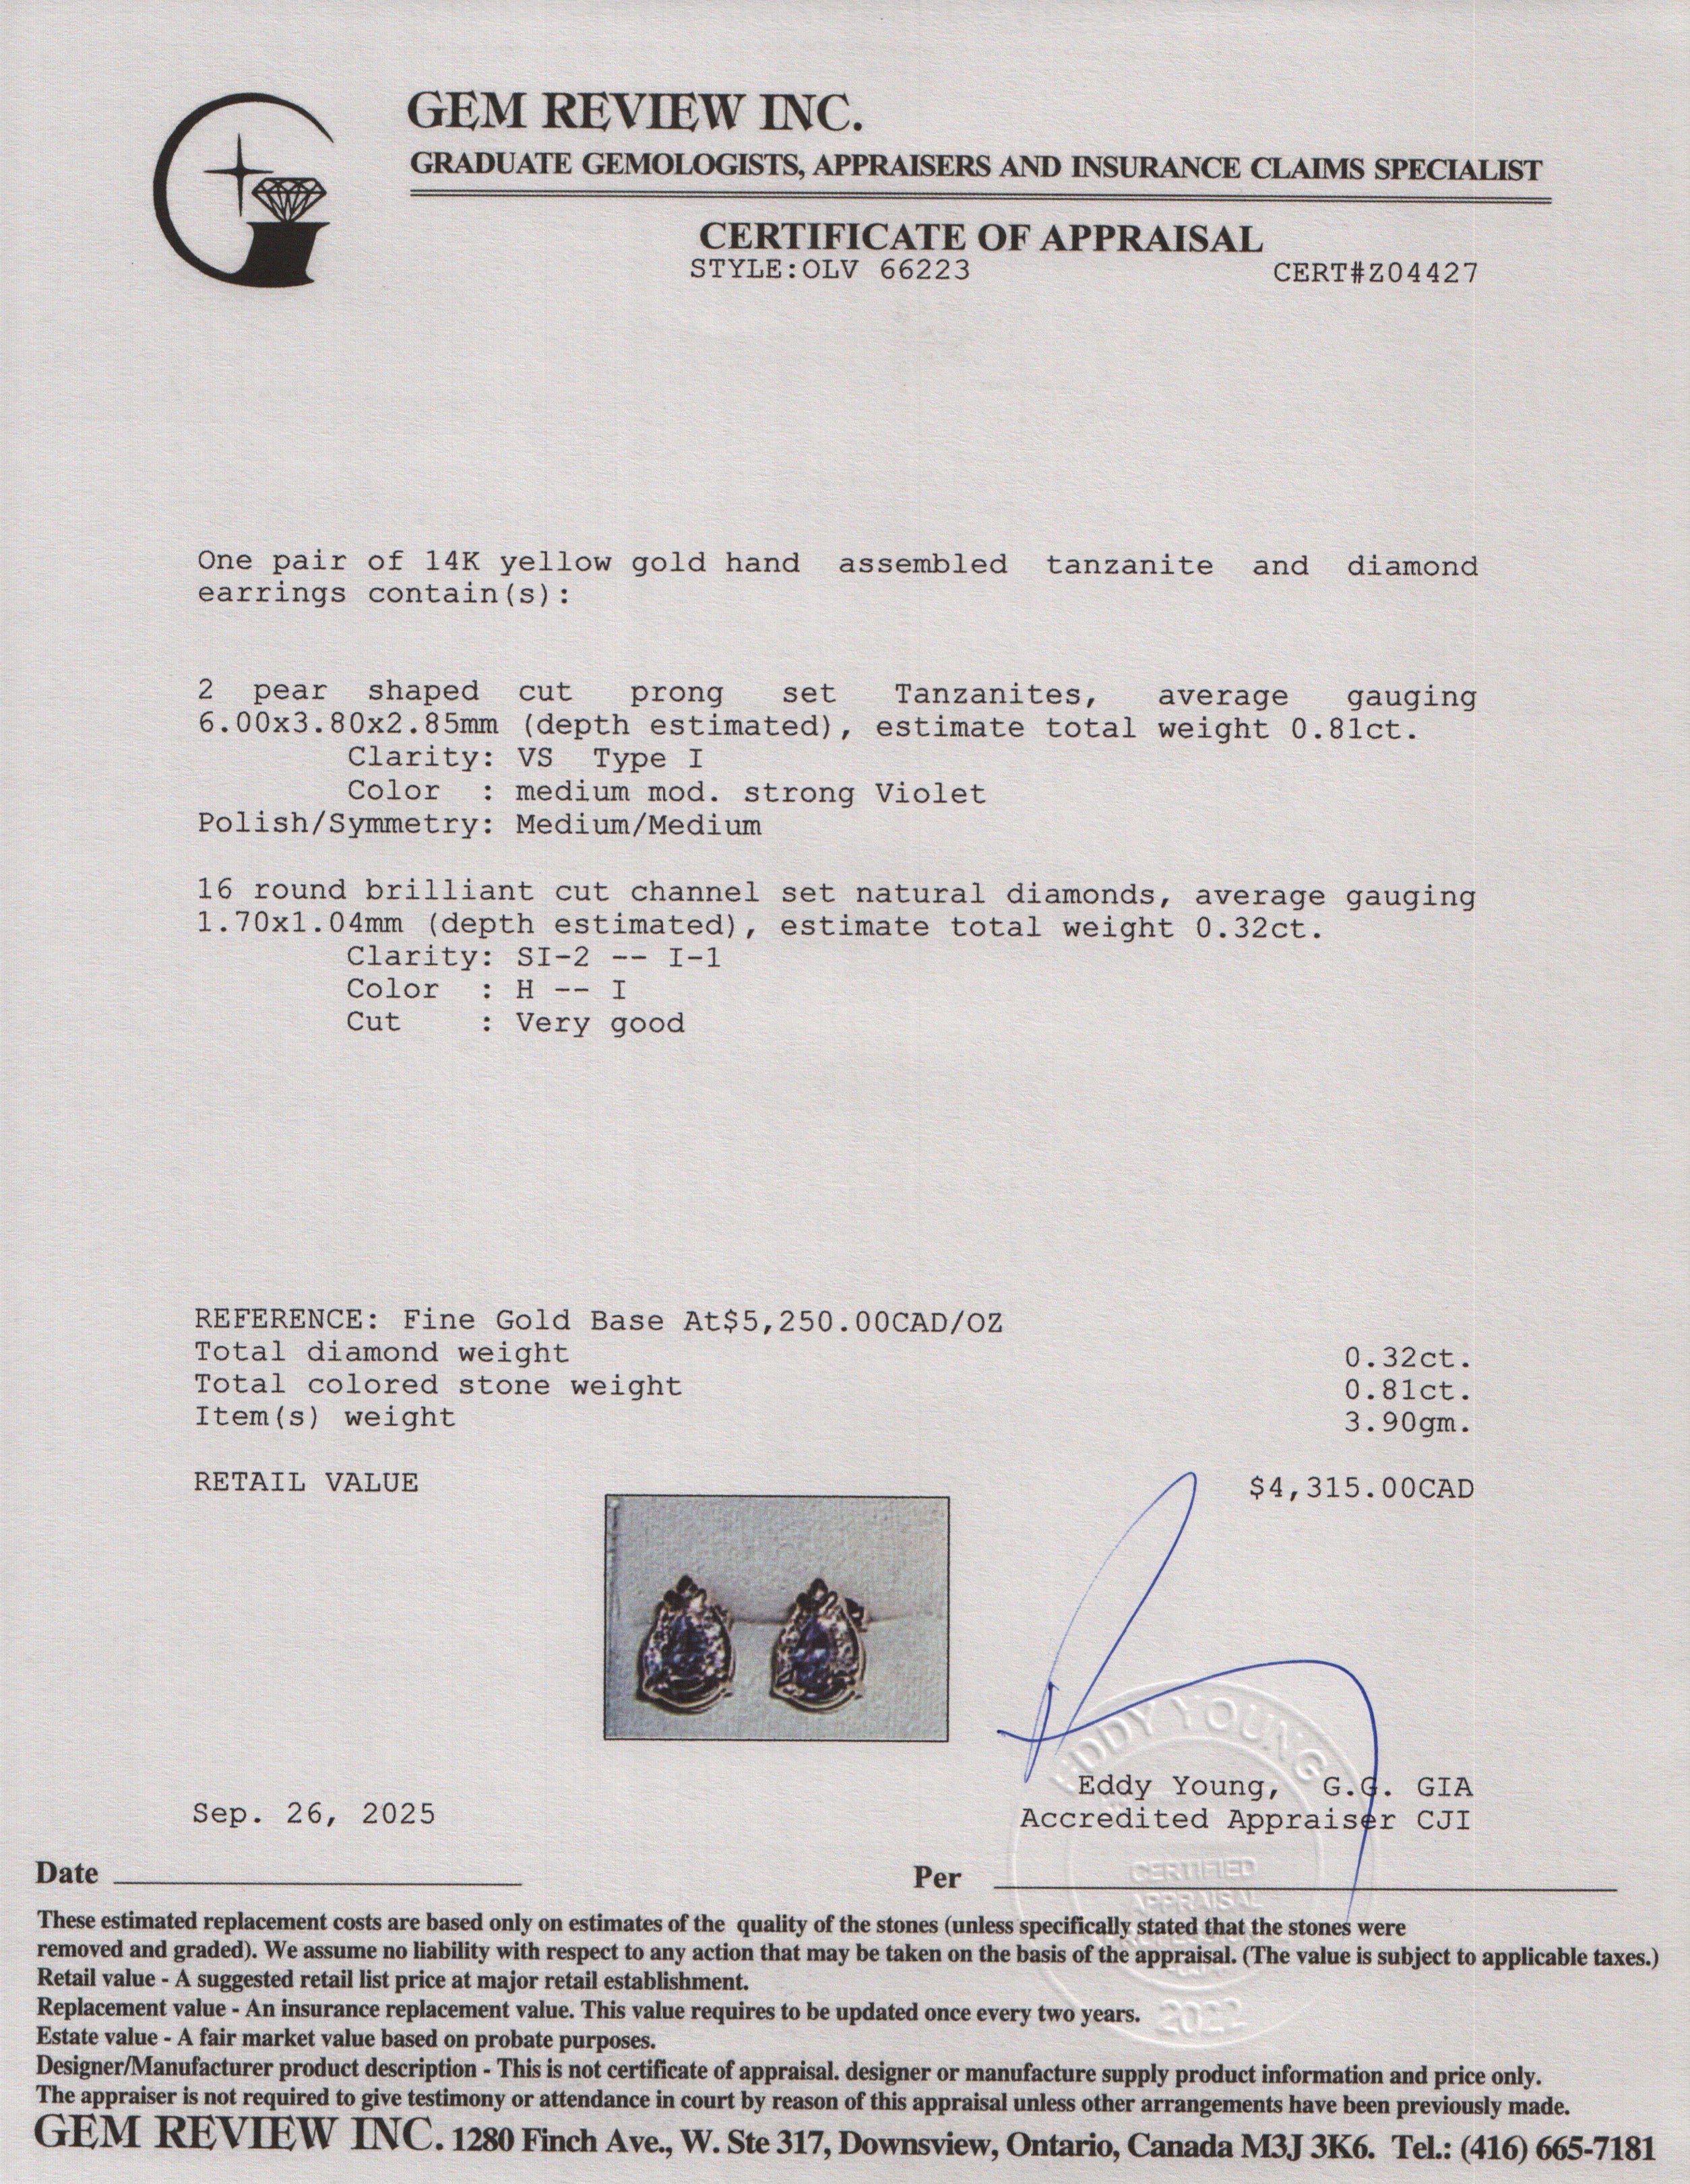 GEM REVIEW INC.
GRADUATE GEMOLOGISTS, APPRAISERS AND INSURANCE CLAIMS SPECIALIST
CERTIFICATE OF APPRAISAL
STYLE:OLV 66223 CERT#Z04427
One pair of 14K yellow gold hand assembled tanzanite and diamond
earrings contain(s):
2 pear shaped cut prong set Tanzanites, average gauging
6.00x3.80x2.85mm (depth estimated), estimate total weight 0.81ct.
Clarity: VS Type I
Color : medium mod. strong Violet
Polish/Symmetry: Medium/Medium
16 round brilliant cut channel set natural diamonds, average gauging
1.70x1.04mm (depth estimated), estimate total weight 0.32ct.
Clarity: SI-2 -- I-1
Color : H -- I
Cut : Very good
REFERENCE: Fine Gold Base At$5,250.00CAD/OZ
Total diamond weight 0.32ct.
Total colored stone weight 0.81ct.
Item(s) weight 3.90gm.
RETAIL VALUE $4,315.00CAD
EDDY YOUNG
Eddy Young, G.G. GIA
Sep. 26, 2025 Accredited Appraiser CJI
CERTIFIED
APPRAISAL
Date Per
These estimated replacement costs are based only on estimates of the quality of the stones (unless specifically stated that the stones were
removed and graded). We assume no liability with respect to any action that may be taken on the basis of the appraisal. (The value is subject to applicable taxes.)
Retail value - A suggested retail list price at major retail establishment.
Replacement value - An insurance replacement value. This value requires to be updated once every two years.
2022
Estate value - A fair market value based on probate purposes.
Designer/Manufacturer product description - This is not certificate of appraisal. designer or manufacture supply product information and price only.
The appraiser is not required to give testimony or attendance in court by reason of this appraisal unless other arrangements have been previously made.
GEM REVIEW INC. 1280 Finch Ave., W. Ste 317, Downsview, Ontario, Canada M3J 3K6. Tel.: (416) 665-7181